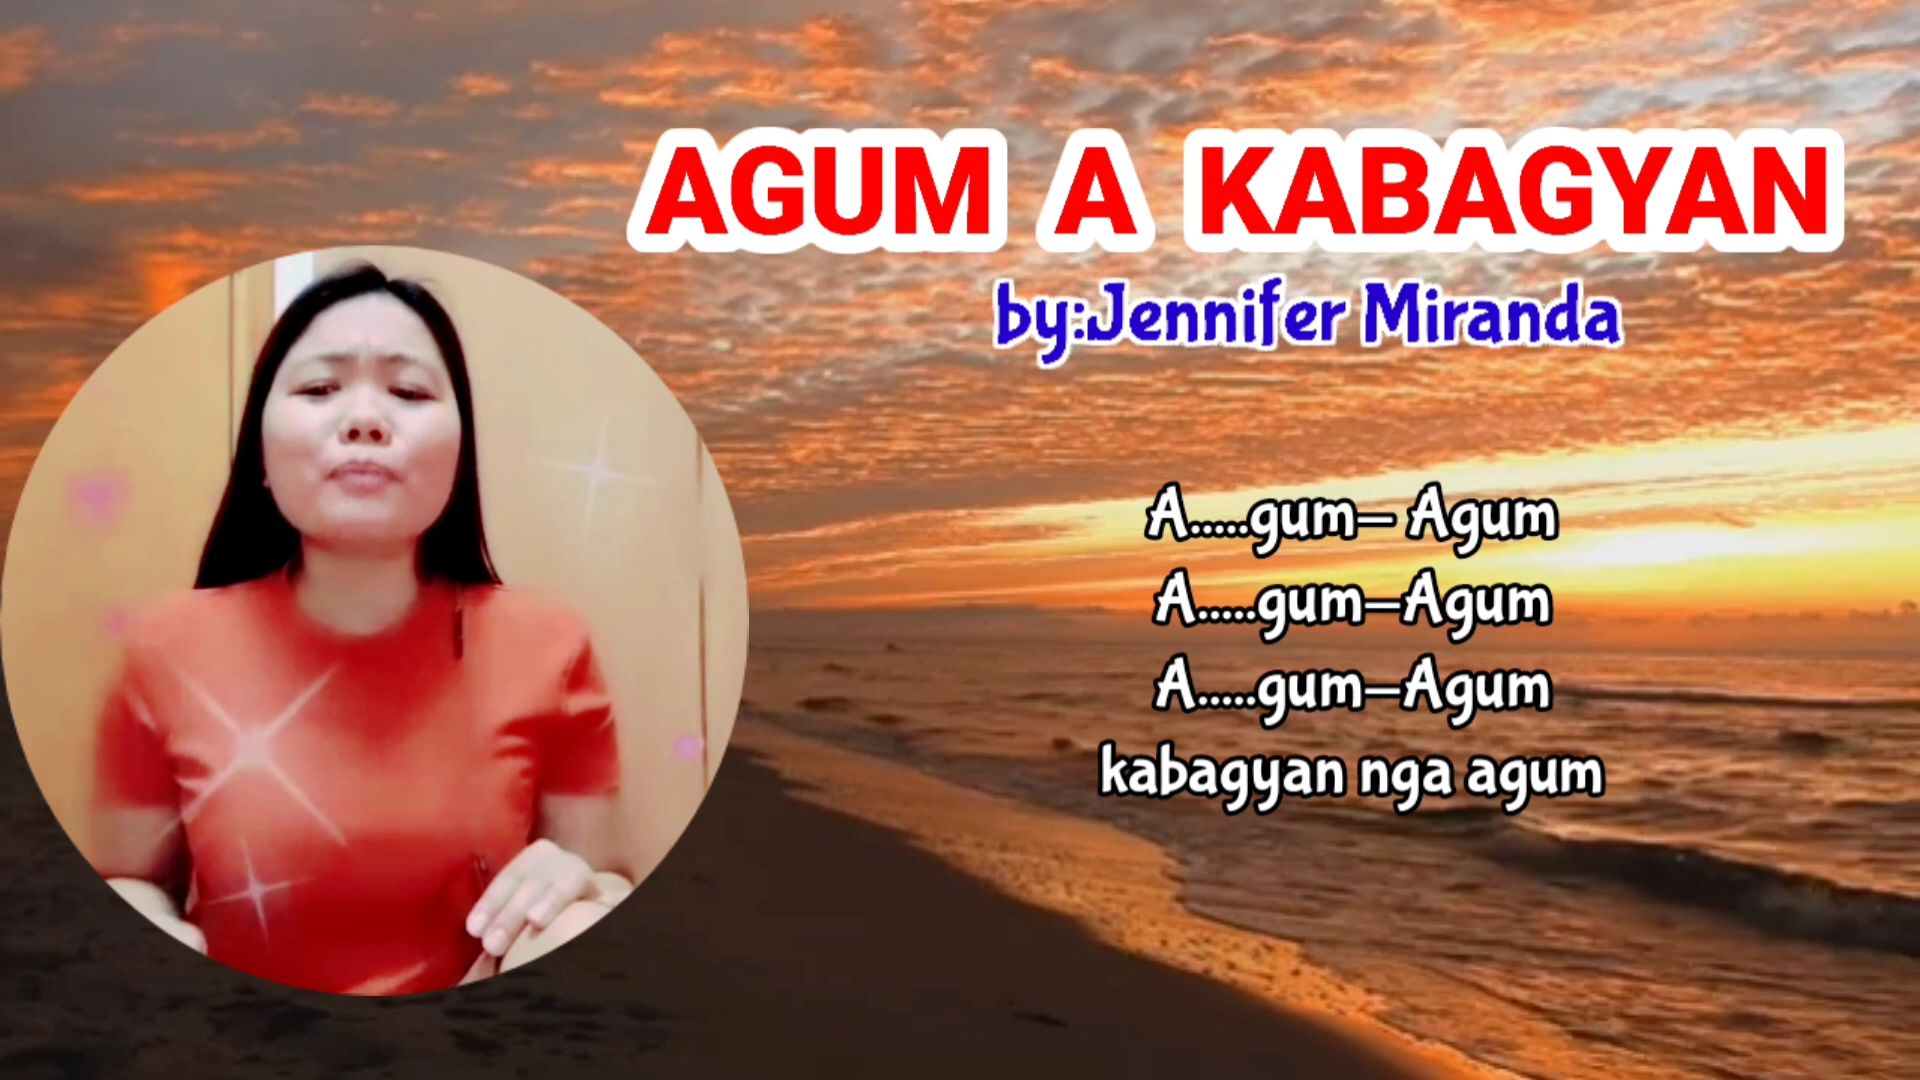 AGUM A KABAGYAN
by:Jennifer Miranda
A.....gum- Agum
A.....gum-Agum
A.....gum-Agum
kabagyan nga agum